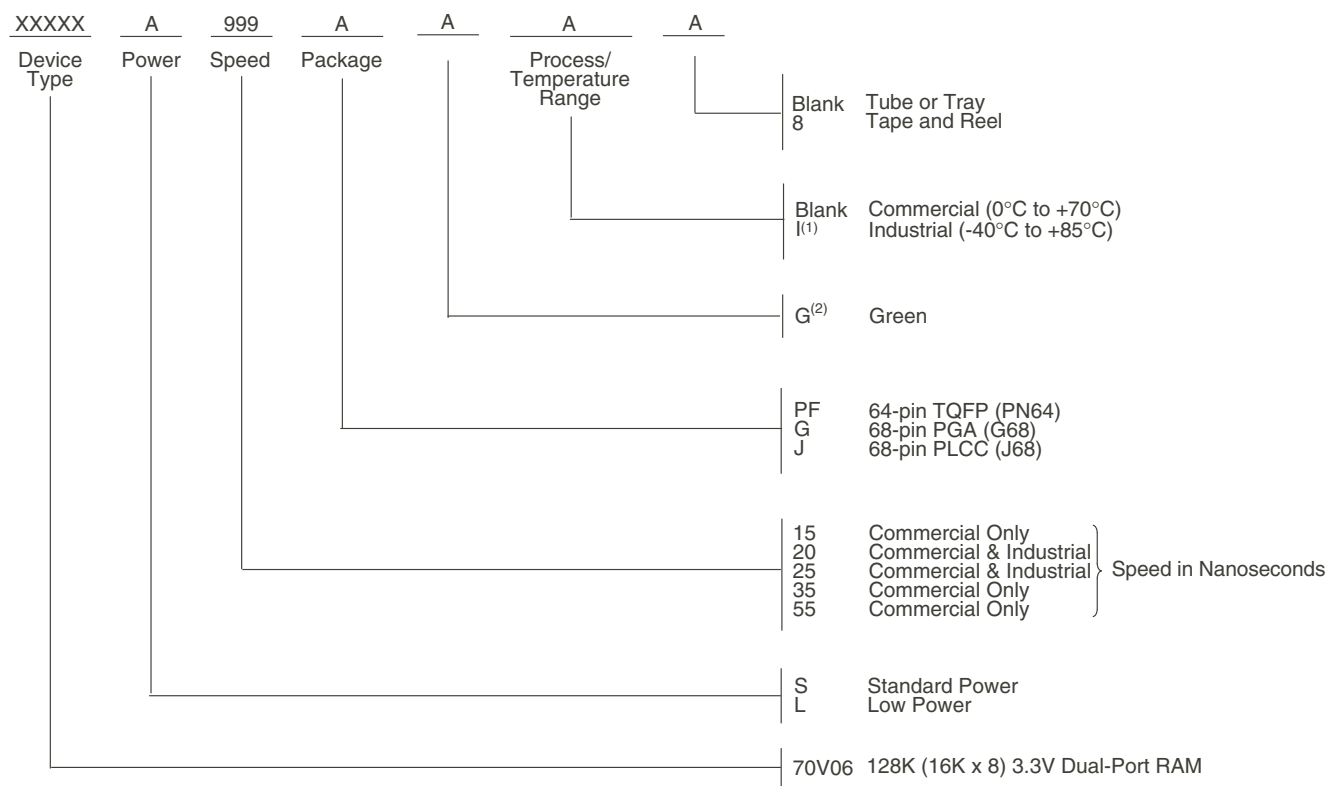 XXXXX A 999 A A A A
Device Type Power Speed Package Process/ Temperature Range
Blank Tube or Tray
8 Tape and Reel
Blank Commercial (0°C to +70°C)
I(1) Industrial (-40°C to +85°C)
G(2) Green
PF 64-pin TQFP (PN64)
G 68-pin PGA (G68)
J 68-pin PLCC (J68)
15 Commercial Only
20 Commercial & Industrial
25 Commercial & Industrial
35 Commercial Only
55 Commercial Only
Speed in Nanoseconds
S Standard Power
L Low Power
70V06 128K (16K x 8) 3.3V Dual-Port RAM